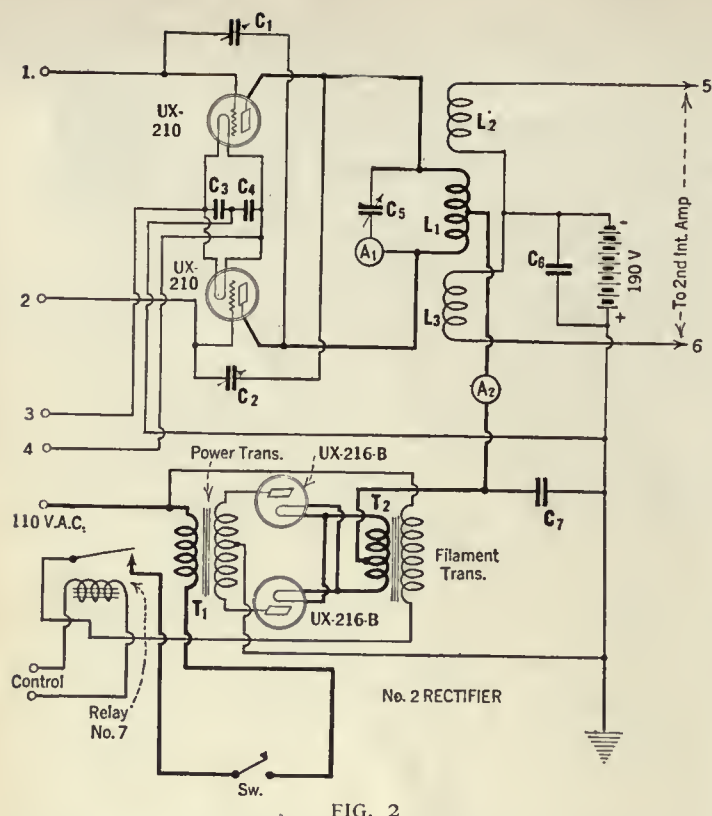 C1
1.
UX-
210
5
L2
C3 C4
C5
L1
A1
C6
190 V
-
+
To 2nd Int. Amp
UX-
210
2
L3
6
C2
A2
3
4
Power Trans.
UX-216-B
T2
110 V.A.C.
C7
Filament
Trans.
T1
UX-216-B
Control
Relay
No. 7
No. 2 RECTIFIER
Sw.
FIG. 2